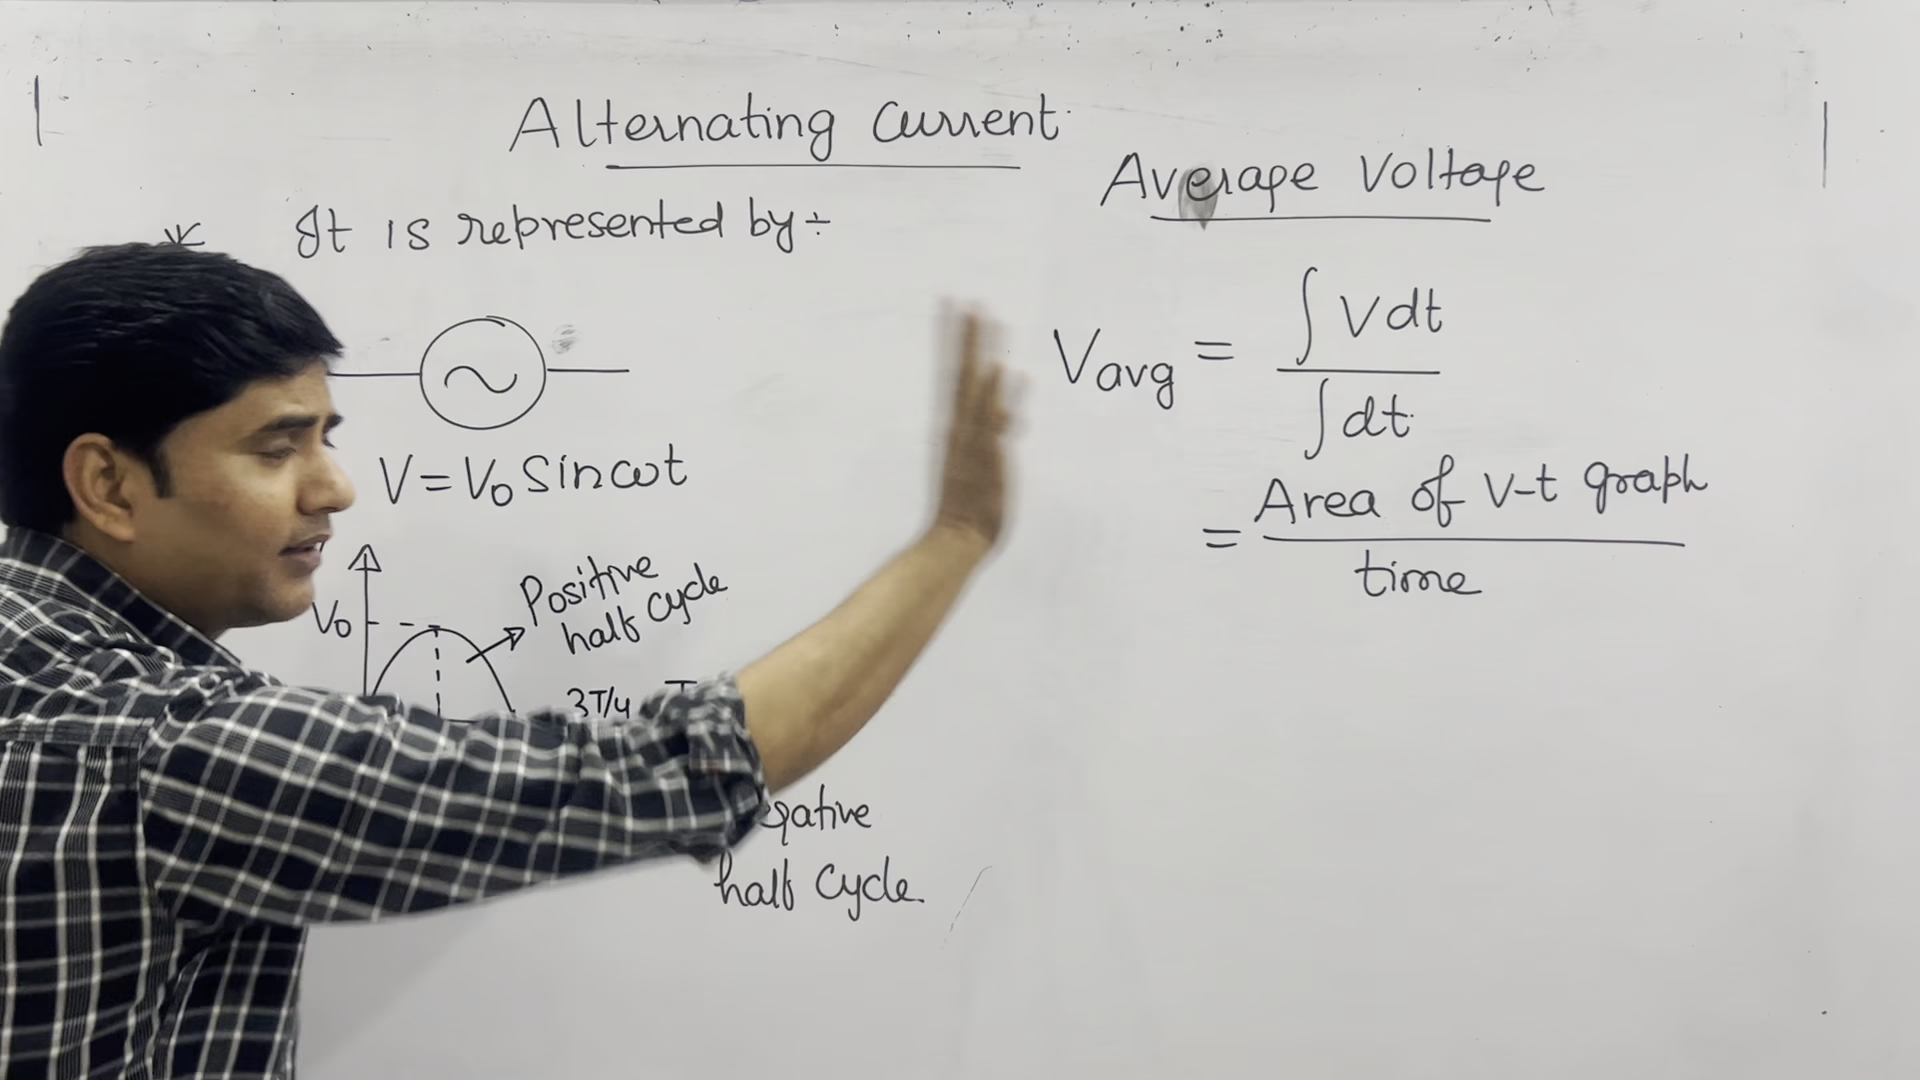 Alternating Current
It is represented by÷
V=V₀ Sinωt
Positive
half cycle
V₀
3T/4 T
half cycle.
Average Voltage
Vavg = ∫Vdt
∫dt
= Area of V-t graph
time